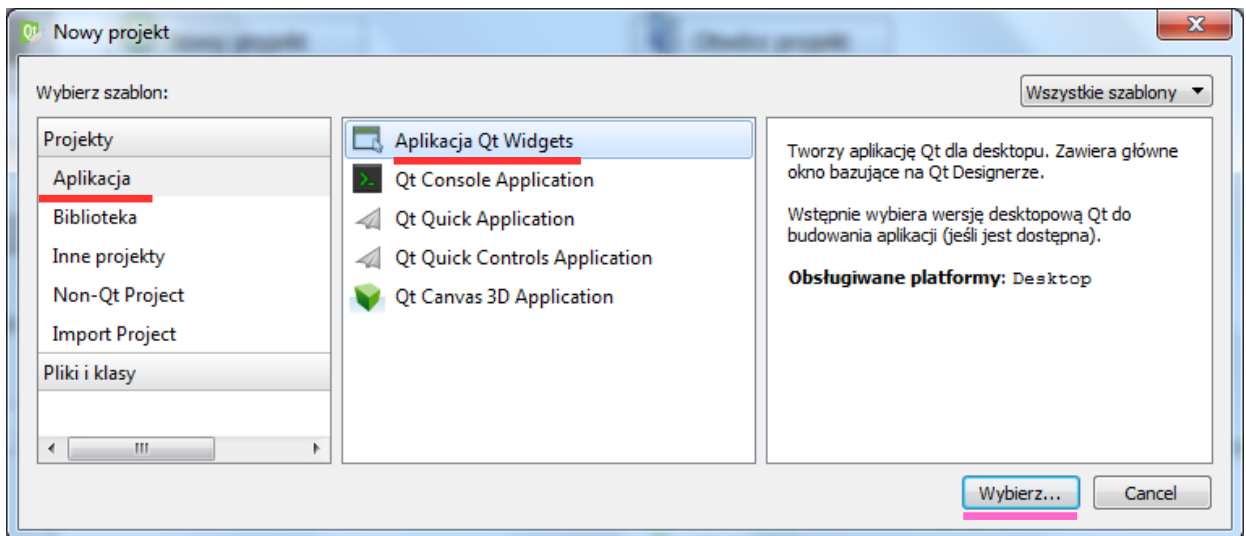 Nowy projekt
Wybierz szablon:
Wszystkie szablony
Projekty
Aplikacja
Biblioteka
Inne projekty
Non-Qt Project
Import Project
Pliki i klasy
Aplikacja Qt Widgets
Qt Console Application
Qt Quick Application
Qt Quick Controls Application
Qt Canvas 3D Application
Tworzy aplikację Qt dla desktopu. Zawiera główne
okno bazujące na Qt Designerze.
Wstępnie wybiera wersję desktopową Qt do
budowania aplikacji (jeśli jest dostępna).
Obsługiwane platformy: Desktop
Wybierz...
Cancel